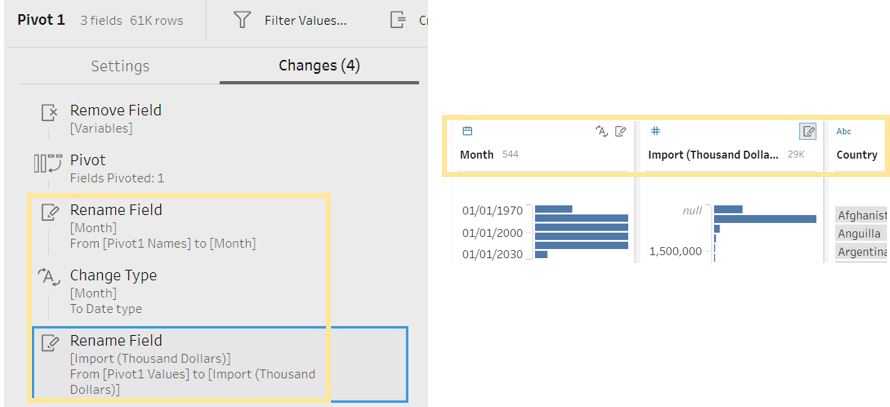 Pivot 1 3 fields 61K rows Filter Values...
Settings Changes (4)
Remove Field
[Variables]
Pivot
Fields Pivoted: 1
Rename Field
[Month]
From [Pivot1 Names] to [Month]
Change Type
[Month]
To Date type
Rename Field
[Import (Thousand Dollars)]
From [Pivot1 Values] to [Import (Thousand
Dollars)]
Abc
Month 544 Import (Thousand Dolla... 29K Country
01/01/1970
01/01/2000
01/01/2030
null
1,500,000
Afghanist
Anguilla
Argentina